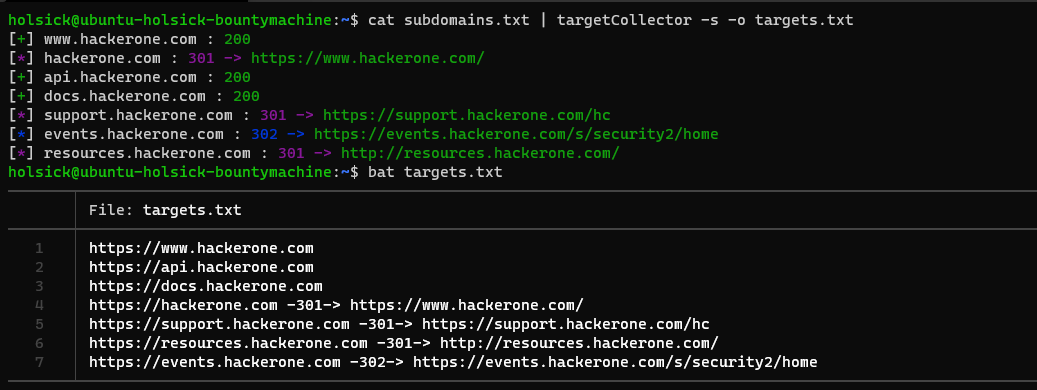 holsick@ubuntu-holsick-bountymachine:~$ cat subdomains.txt | targetCollector -s -o targets.txt
[+] www.hackerone.com : 200
[*] hackerone.com : 301 -> https://www.hackerone.com/
[+] api.hackerone.com : 200
[+] docs.hackerone.com : 200
[*] support.hackerone.com : 301 -> https://support.hackerone.com/hc
[*] events.hackerone.com : 302 -> https://events.hackerone.com/s/security2/home
[*] resources.hackerone.com : 301 -> http://resources.hackerone.com/
holsick@ubuntu-holsick-bountymachine:~$ bat targets.txt
File: targets.txt
1 https://www.hackerone.com
2 https://api.hackerone.com
3 https://docs.hackerone.com
4 https://hackerone.com -301-> https://www.hackerone.com/
5 https://support.hackerone.com -301-> https://support.hackerone.com/hc
6 https://resources.hackerone.com -301-> http://resources.hackerone.com/
7 https://events.hackerone.com -302-> https://events.hackerone.com/s/security2/home